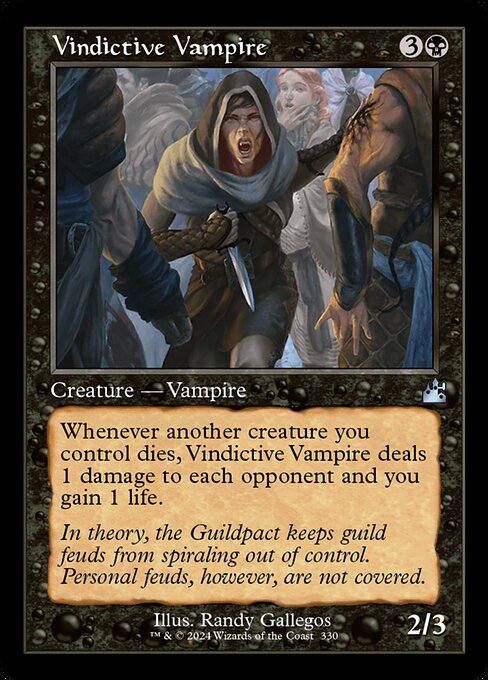 Vindictive Vampire 3
Creature — Vampire
Whenever another creature you
control dies, Vindictive Vampire deals
1 damage to each opponent and you
gain 1 life.
In theory, the Guildpact keeps guild
feuds from spiraling out of control.
Personal feuds, however, are not covered.
Illus. Randy Gallegos
™ & © 2024 Wizards of the Coast 330
2/3